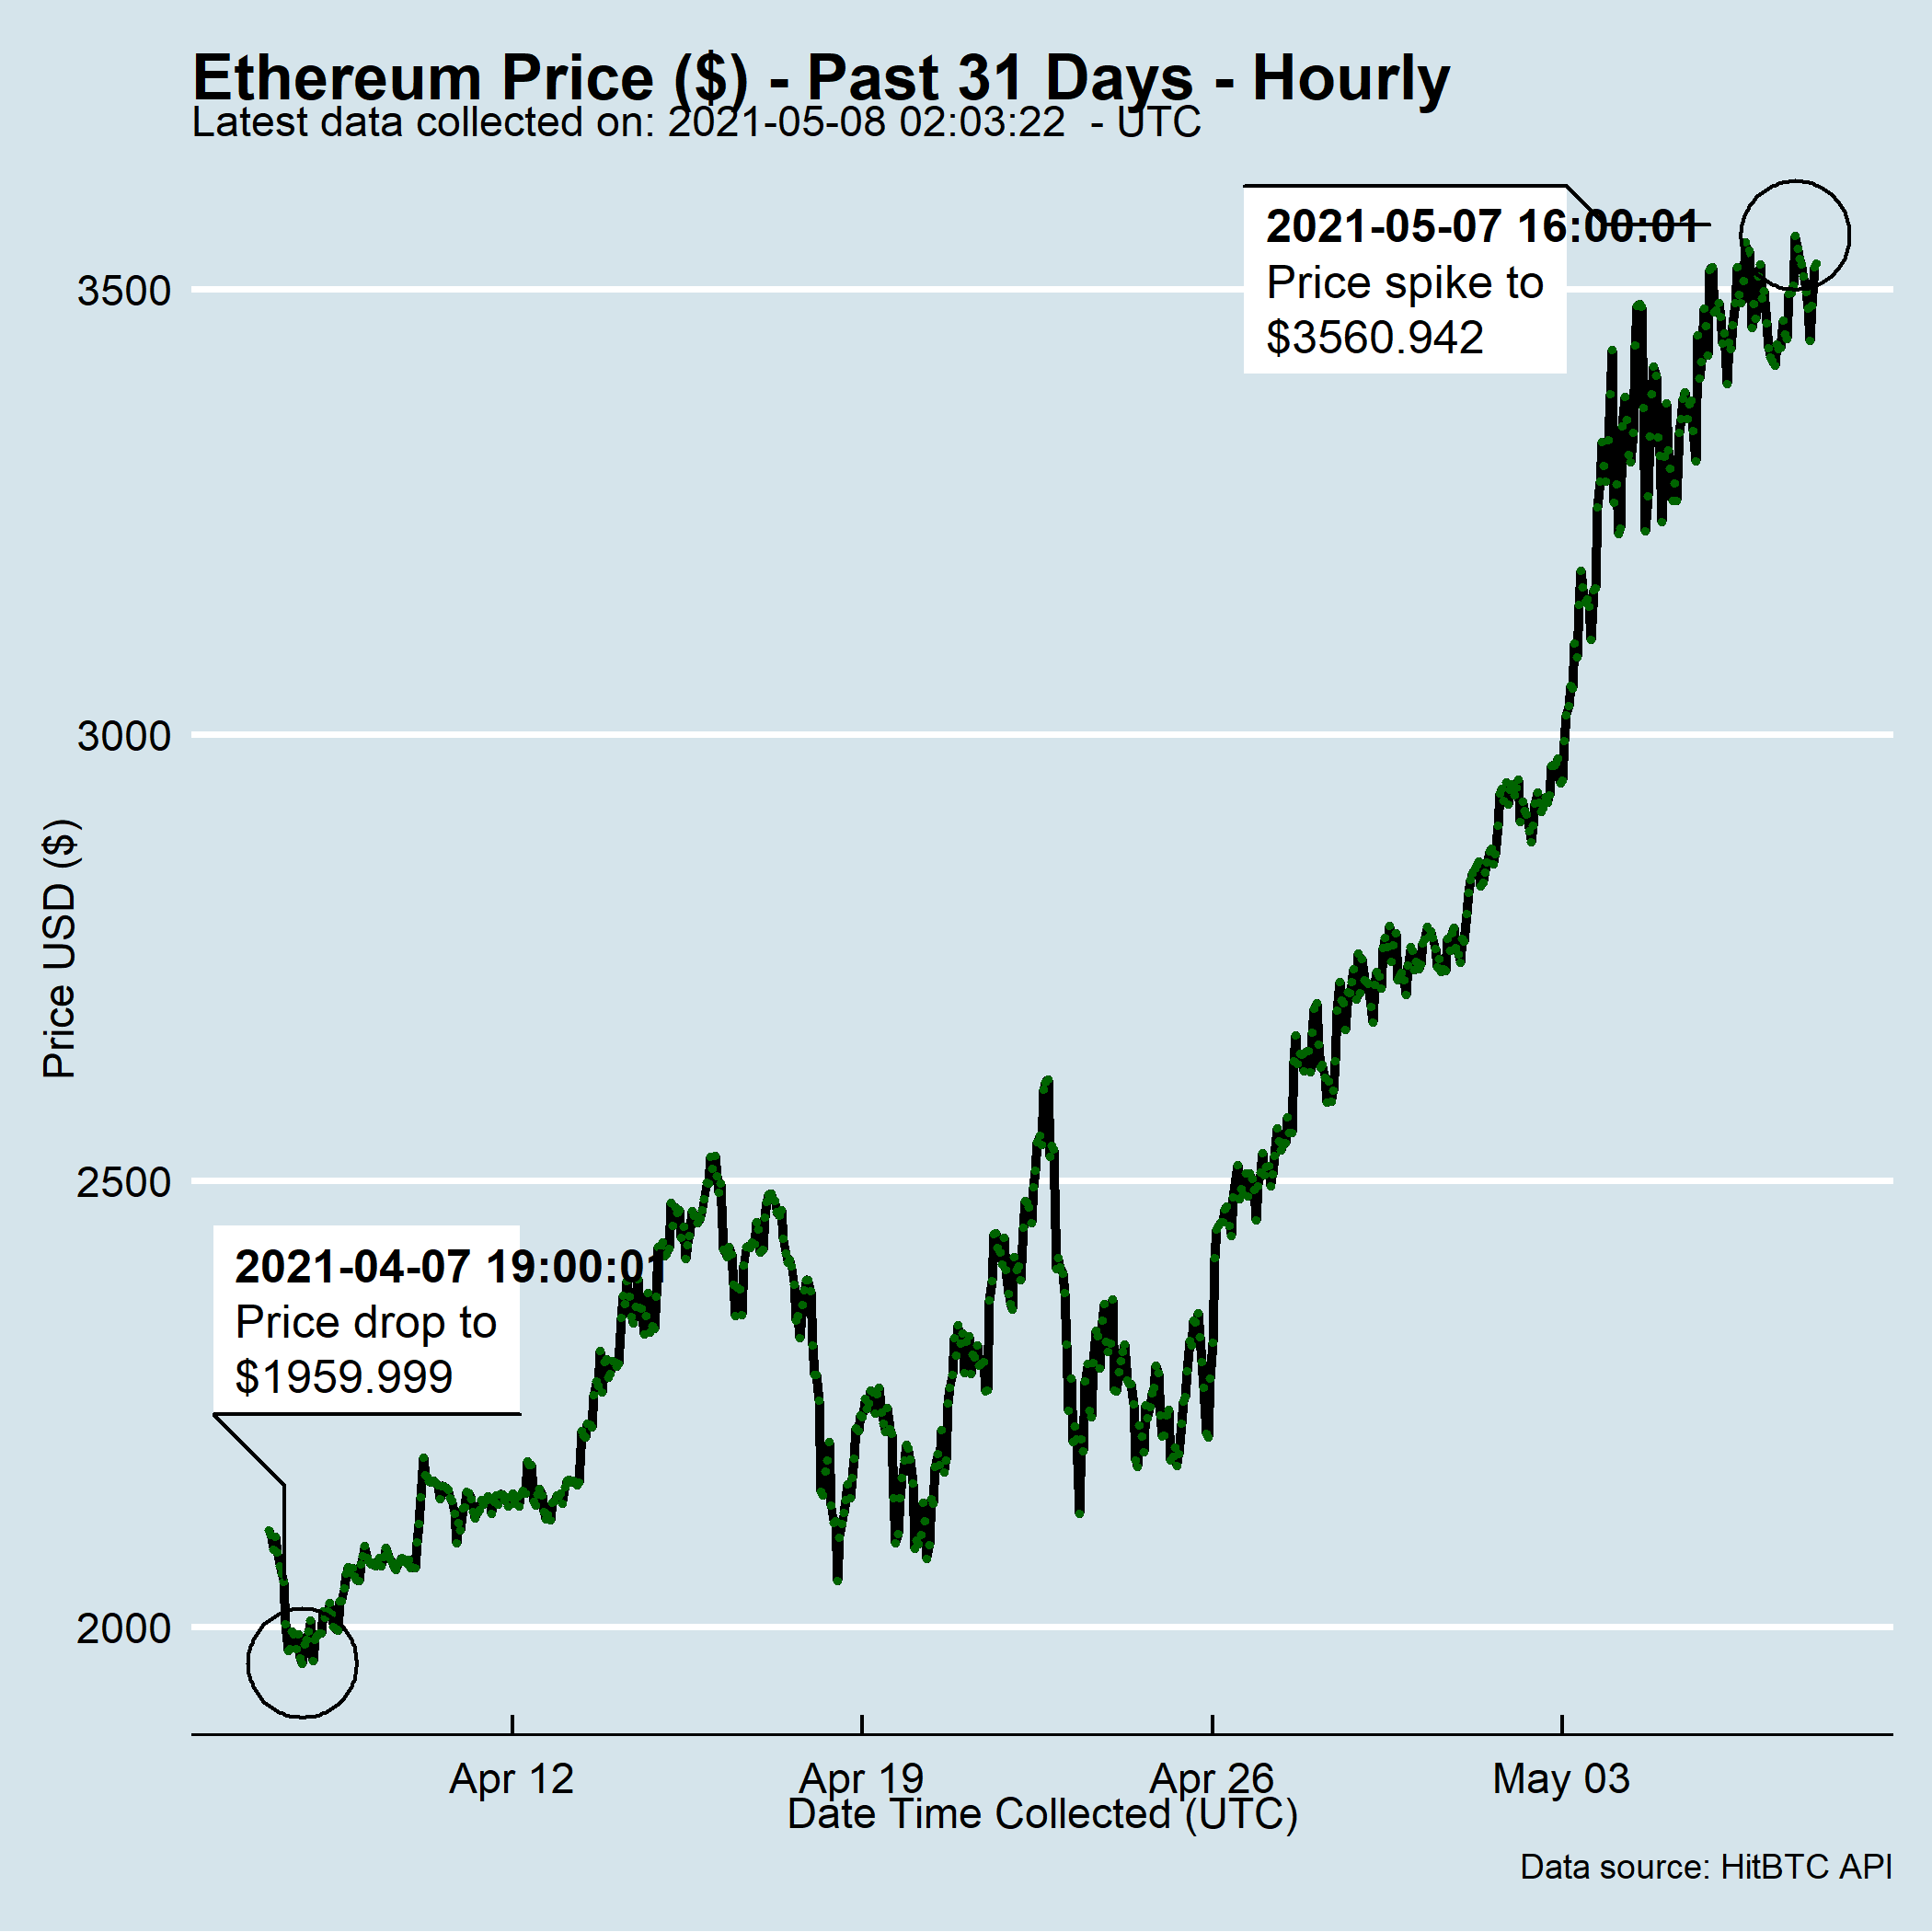 Ethereum Price ($) - Past 31 Days - Hourly
Latest data collected on: 2021-05-08 02:03:22  - UTC
2021-05-07 16:00:01
Price spike to
$3560.942
3500
3000
2500
2000
Price USD ($)
2021-04-07 19:00:01
Price drop to
$1959.999
Apr 12
Apr 19
Apr 26
May 03
Date Time Collected (UTC)
Data source: HitBTC API